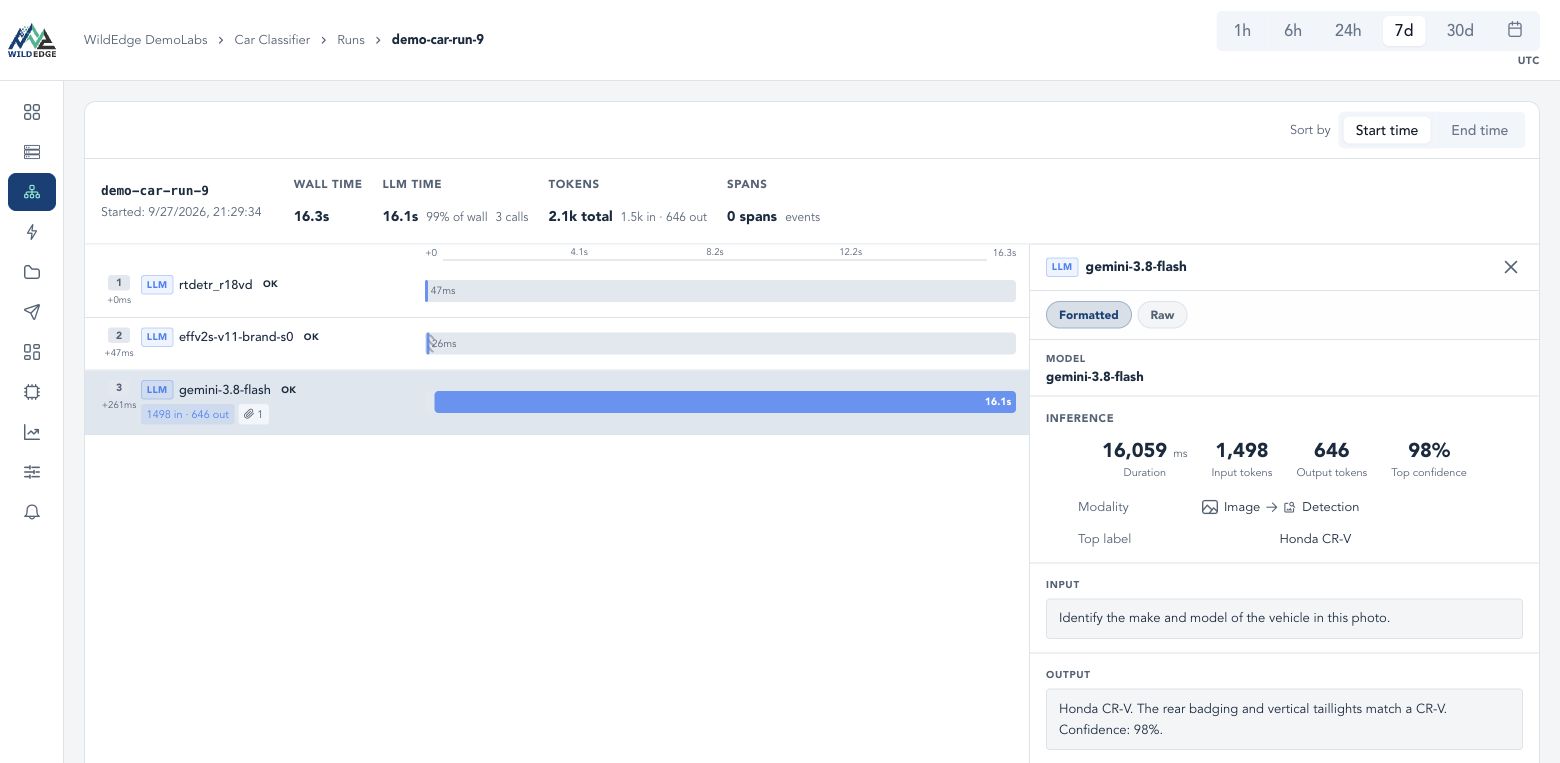 WILDEDGE
WildEdge DemoLabs > Car Classifier > Runs > demo-car-run-9
1h 6h 24h 7d 30d
UTC
Sort by Start time End time
demo-car-run-9
Started: 9/27/2026, 21:29:34
WALL TIME
16.3s
LLM TIME
16.1s 99% of wall 3 calls
TOKENS
2.1k total 1.5k in · 646 out
SPANS
0 spans events
+0 4.1s 8.2s 12.2s 16.3s
1 LLM rtdetr_r18vd OK
+0ms
47ms
2 LLM effv2s-v11-brand-s0 OK
+47ms
26ms
3 LLM gemini-3.8-flash OK
+261ms
1498 in · 646 out 1
16.1s
LLM gemini-3.8-flash
Formatted Raw
MODEL
gemini-3.8-flash
INFERENCE
16,059 ms 1,498 646 98%
Duration Input tokens Output tokens Top confidence
Modality Image → Detection
Top label Honda CR-V
INPUT
Identify the make and model of the vehicle in this photo.
OUTPUT
Honda CR-V. The rear badging and vertical taillights match a CR-V.
Confidence: 98%.